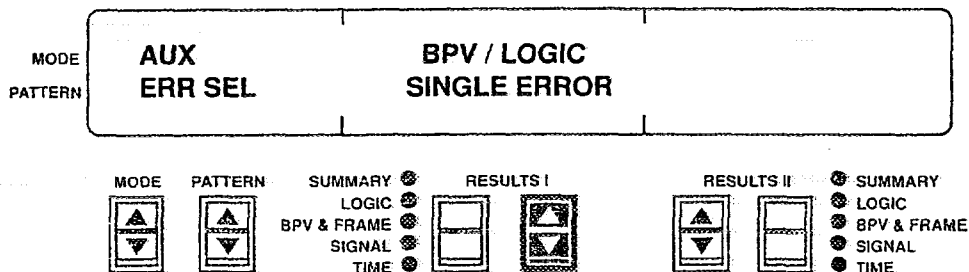 MODE AUX BPV / LOGIC
PATTERN ERR SEL SINGLE ERROR
MODE PATTERN SUMMARY RESULTS I RESULTS II SUMMARY
LOGIC LOGIC
BPV & FRAME BPV & FRAME
SIGNAL SIGNAL
TIME TIME